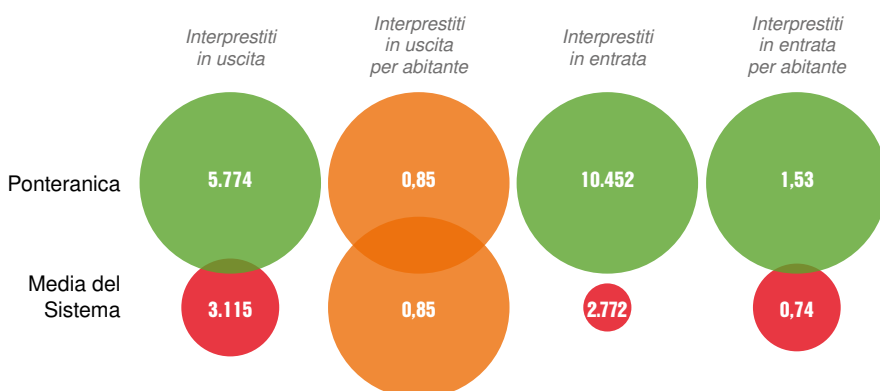 Interprestiti
in uscita
Interprestiti
in uscita
per abitante
Interprestiti
in entrata
Interprestiti
in entrata
per abitante
Ponteranica
5.774
0,85
10.452
1,53
Media del
Sistema
3.115
0,85
2.772
0,74